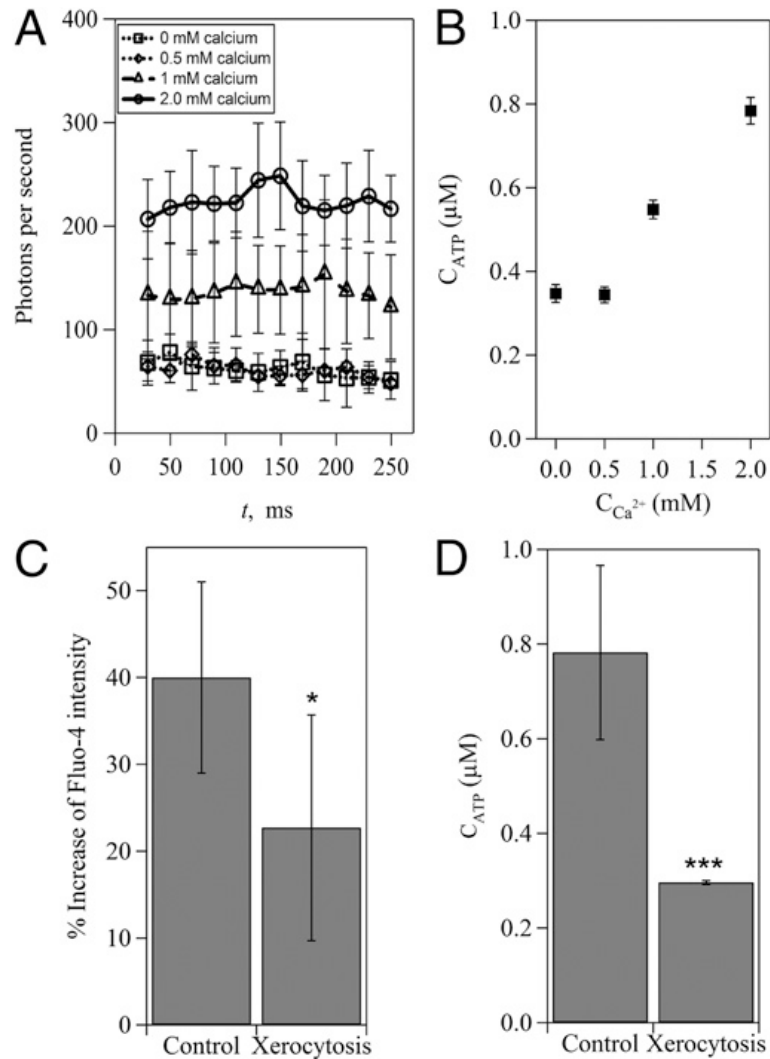 A
400
300
200
100
0
Photons per second
0 mM calcium
0.5 mM calcium
1 mM calcium
2.0 mM calcium
0 50 100 150 200 250
t, ms
B
1.0
0.8
0.6
0.4
0.2
0.0
C_ATP (μM)
0.0 0.5 1.0 1.5 2.0
C_Ca²⁺ (mM)
C
50
40
30
20
10
0
% Increase of Fluo-4 intensity
*
Control Xerocytosis
D
1.0
0.8
0.6
0.4
0.2
0.0
C_ATP (μM)
***
Control Xerocytosis